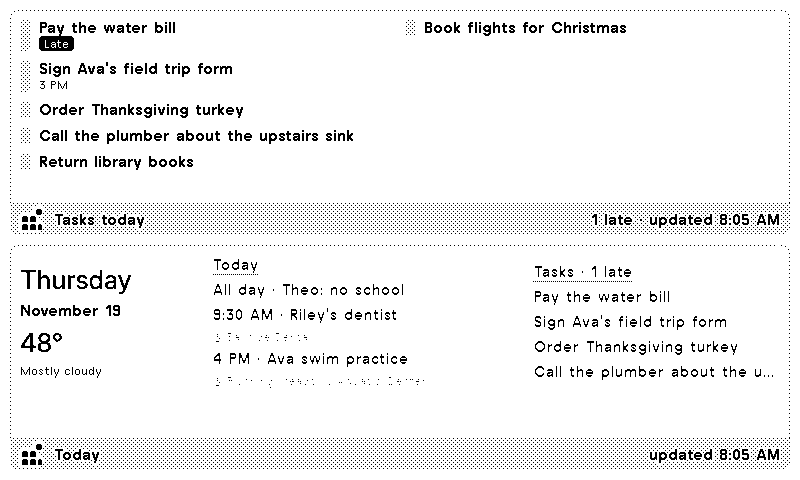 Pay the water bill
Late
Sign Ava's field trip form
3 PM
Order Thanksgiving turkey
Call the plumber about the upstairs sink
Return library books
Book flights for Christmas
Tasks today
1 late · updated 8:05 AM
Thursday
November 19
48°
Mostly cloudy
Today
All day · Theo: no school
9:30 AM · Riley's dentist
4 PM · Ava swim practice
Tasks · 1 late
Pay the water bill
Sign Ava's field trip form
Order Thanksgiving turkey
Call the plumber about the u...
Today
updated 8:05 AM